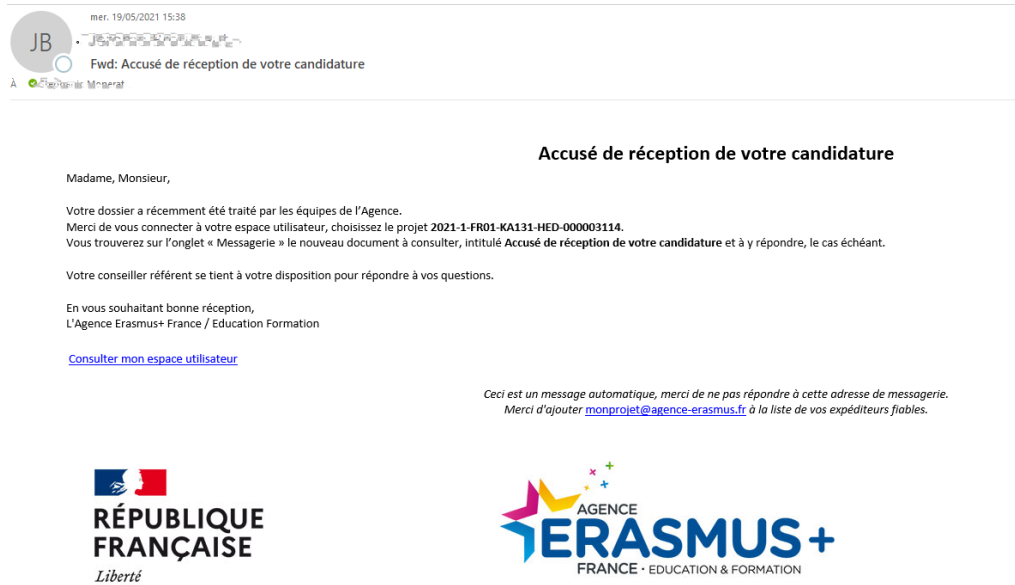 mer. 19/05/2021 15:38
JB
Fwd: Accusé de réception de votre candidature
À
Accusé de réception de votre candidature
Madame, Monsieur,
Votre dossier a récemment été traité par les équipes de l'Agence.
Merci de vous connecter à votre espace utilisateur, choisissez le projet 2021-1-FR01-KA131-HED-000003114.
Vous trouverez sur l'onglet « Messagerie » le nouveau document à consulter, intitulé Accusé de réception de votre candidature et à y répondre, le cas échéant.
Votre conseiller référent se tient à votre disposition pour répondre à vos questions.
En vous souhaitant bonne réception,
L'Agence Erasmus+ France / Education Formation
Consulter mon espace utilisateur
Ceci est un message automatique, merci de ne pas répondre à cette adresse de messagerie.
Merci d'ajouter monprojet@agence-erasmus.fr à la liste de vos expéditeurs fiables.
RÉPUBLIQUE
FRANÇAISE
Liberté
AGENCE
ERASMUS+
FRANCE • EDUCATION & FORMATION